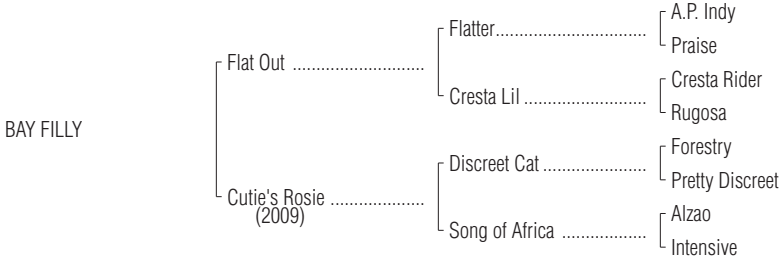 A.P. Indy
Flatter
Praise
Flat Out
Cresta Rider
Cresta Lil
Rugosa
BAY FILLY
Forestry
Discreet Cat
Pretty Discreet
Cutie's Rosie
(2009)
Alzao
Song of Africa
Intensive